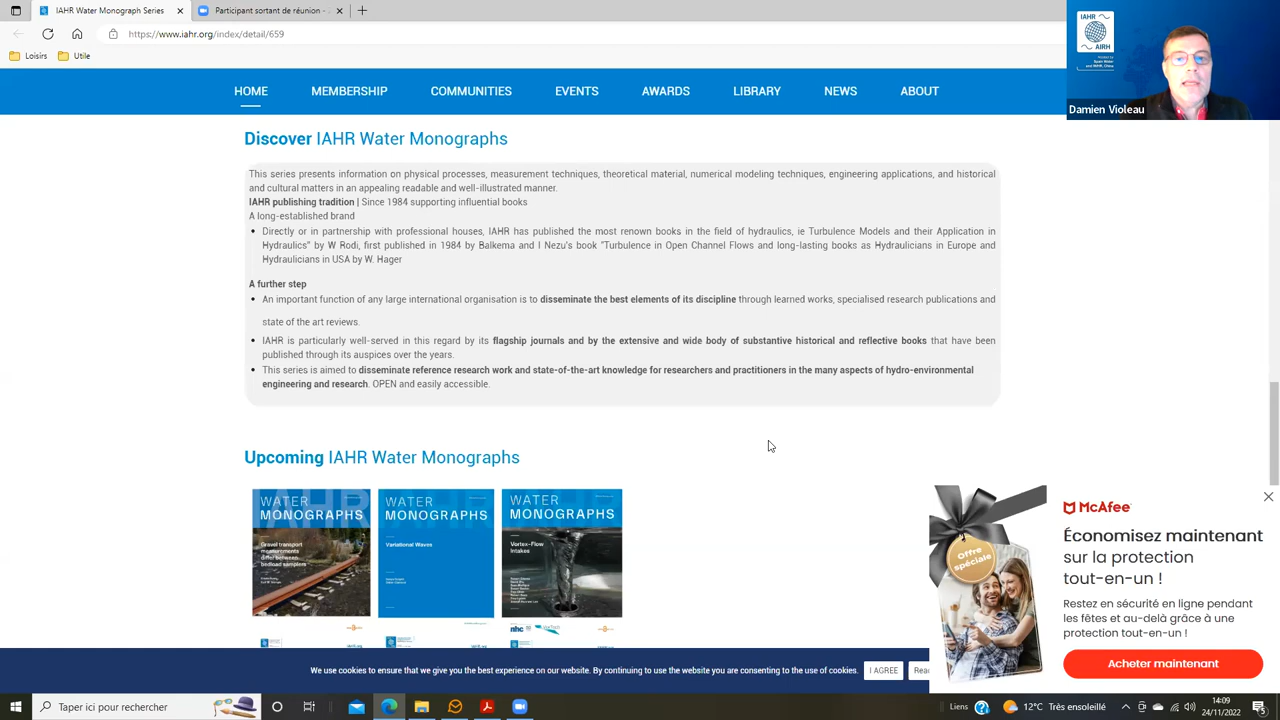 IAHR Water Monograph Series
Participant sortant de réunion -
https://www.iahr.org/index/detail/659
Loisirs
Utile
IAHR
AIRH
Damien Violeau
HOME
MEMBERSHIP
COMMUNITIES
EVENTS
AWARDS
LIBRARY
NEWS
ABOUT
Discover IAHR Water Monographs
This series presents information on physical processes, measurement techniques, theoretical material, numerical modeling techniques, engineering applications, and historical
and cultural matters in an appealing readable and well-illustrated manner.
IAHR publishing tradition | Since 1984 supporting influential books
A long-established brand
Directly or in partnership with professional houses, IAHR has published the most renown books in the field of hydraulics, ie Turbulence Models and their Application in
Hydraulics" by W Rodi, first published in 1984 by Balkema and I Nezu's book "Turbulence in Open Channel Flows and long-lasting books as Hydraulicians in Europe and
Hydraulicians in USA by W. Hager
A further step
An important function of any large international organisation is to disseminate the best elements of its discipline through learned works, specialised research publications and
state of the art reviews.
IAHR is particularly well-served in this regard by its flagship journals and by the extensive and wide body of substantive historical and reflective books that have been
published through its auspices over the years.
This series is aimed to disseminate reference research work and state-of-the-art knowledge for researchers and practitioners in the many aspects of hydro-environmental
engineering and research. OPEN and easily accessible.
Upcoming IAHR Water Monographs
WATER
MONOGRAPHS
Gravel transport
measurements
differ between
bedload samplers
WATER
MONOGRAPHS
Variational Waves
WATER
MONOGRAPHS
Vortex-Flow
Intakes
nhc
McAfee
Économisez maintenant
sur la protection
tout-en-un !
Offre
spéciale
Restez en sécurité en ligne pendant
les fêtes et au-delà grâce à une
protection tout-en-un !
Acheter maintenant
We use cookies to ensure that we give you the best experience on our website. By continuing to use the website you are consenting to the use of cookies.
I AGREE
Taper ici pour rechercher
Liens
12°C Très ensoleillé
14:09
24/11/2022
5